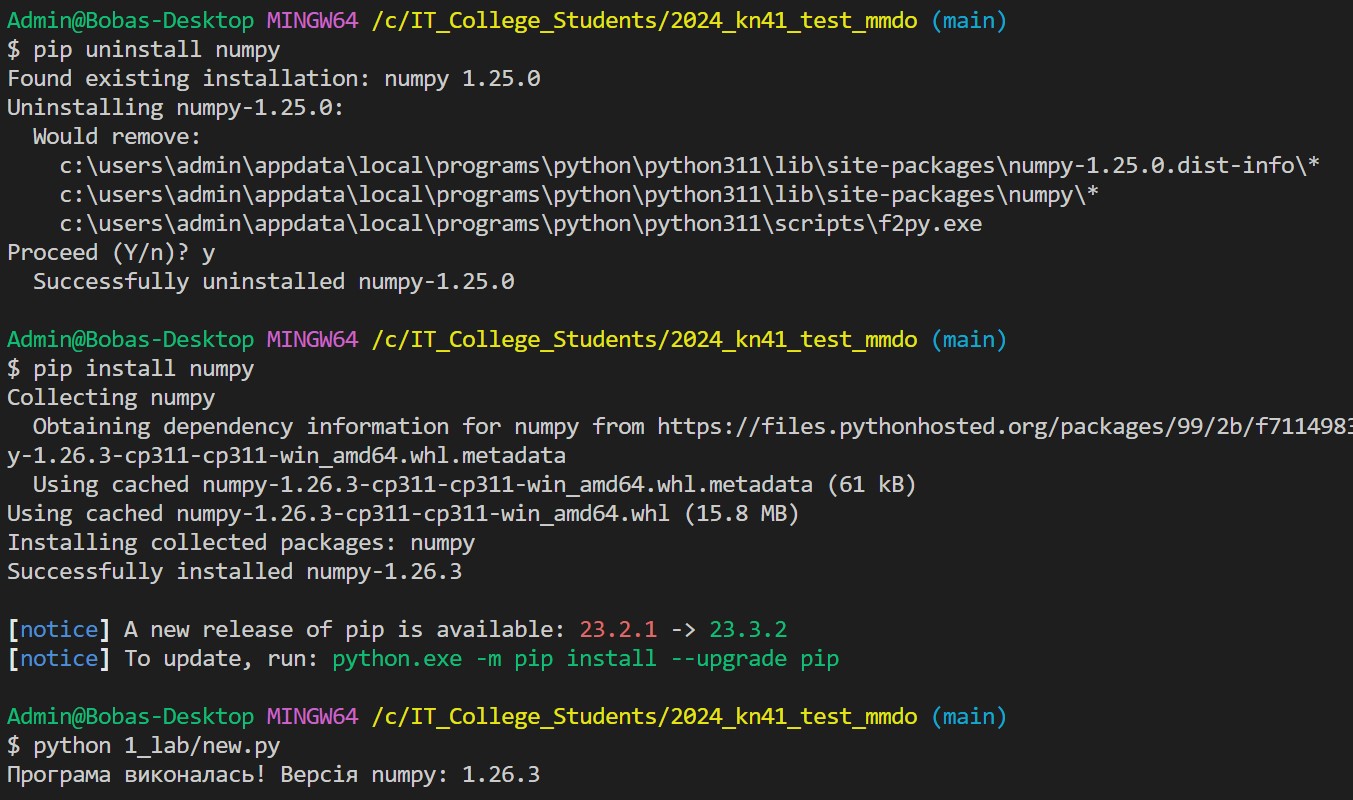 Admin@Bobas-Desktop MINGW64 /c/IT_College_Students/2024_kn41_test_mmdo (main)
$ pip uninstall numpy
Found existing installation: numpy 1.25.0
Uninstalling numpy-1.25.0:
  Would remove:
    c:\users\admin\appdata\local\programs\python\python311\lib\site-packages\numpy-1.25.0.dist-info\*
    c:\users\admin\appdata\local\programs\python\python311\lib\site-packages\numpy\*
    c:\users\admin\appdata\local\programs\python\python311\scripts\f2py.exe
Proceed (Y/n)? y
  Successfully uninstalled numpy-1.25.0
Admin@Bobas-Desktop MINGW64 /c/IT_College_Students/2024_kn41_test_mmdo (main)
$ pip install numpy
Collecting numpy
  Obtaining dependency information for numpy from https://files.pythonhosted.org/packages/99/2b/f7114983
y-1.26.3-cp311-cp311-win_amd64.whl.metadata
  Using cached numpy-1.26.3-cp311-cp311-win_amd64.whl.metadata (61 kB)
Using cached numpy-1.26.3-cp311-cp311-win_amd64.whl (15.8 MB)
Installing collected packages: numpy
Successfully installed numpy-1.26.3
[notice] A new release of pip is available: 23.2.1 -> 23.3.2
[notice] To update, run: python.exe -m pip install --upgrade pip
Admin@Bobas-Desktop MINGW64 /c/IT_College_Students/2024_kn41_test_mmdo (main)
$ python 1_lab/new.py
Програма виконалась! Версія numpy: 1.26.3